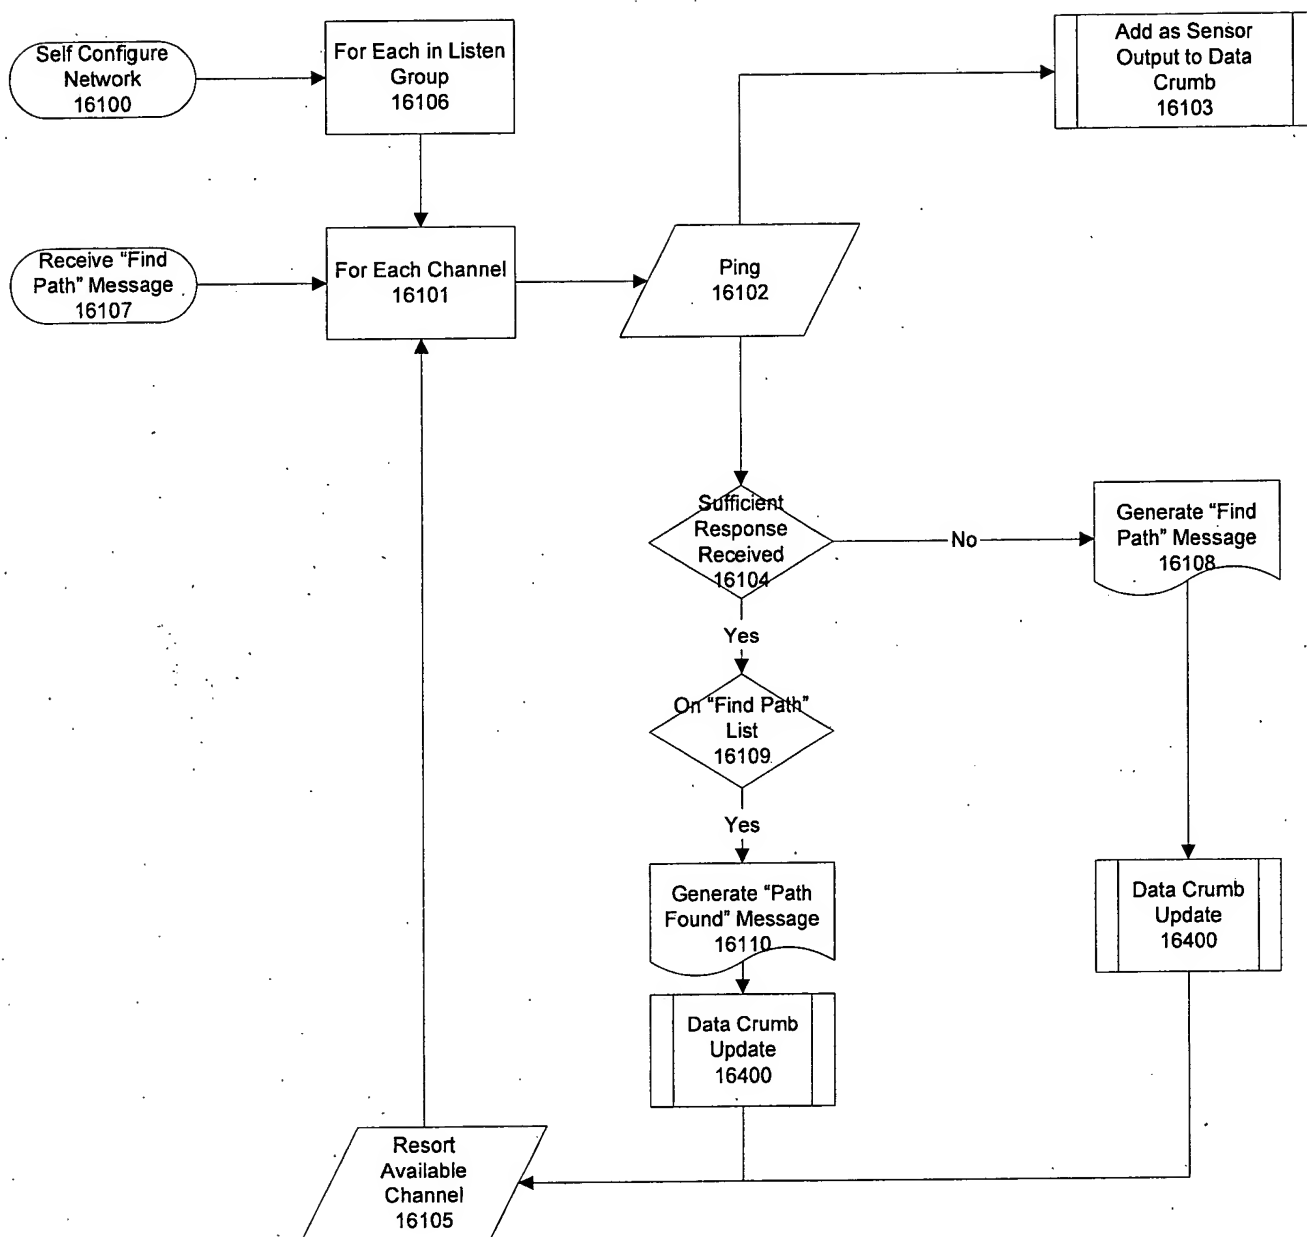 Self Configure
Network
16100
For Each in Listen
Group
16106
Add as Sensor
Output to Data
Crumb
16103
Receive “Find
Path” Message
16107
For Each Channel
16101
Ping
16102
Sufficient
Response
Received
16104
No
Generate “Find
Path” Message
16108
Yes
On “Find Path”
List
16109
Yes
Generate “Path
Found” Message
16110
Data Crumb
Update
16400
Data Crumb
Update
16400
Resort
Available
Channel
16105